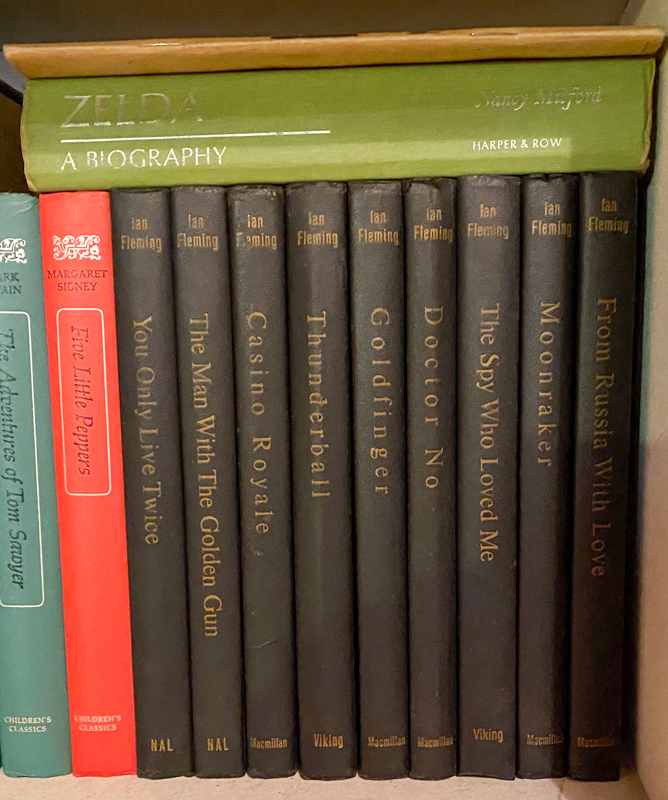 ZELDA
A BIOGRAPHY
Nancy Milford
HARPER & ROW
ARK
AIN
The Adventures of Tom Sawyer
CHILDREN'S
CLASSICS
MARGARET
SIDNEY
Five Little Peppers
CHILDREN'S
CLASSICS
Ian
Fleming
You Only Live Twice
NAL
Ian
Fleming
The Man With The Golden Gun
NAL
Ian
Fleming
Casino Royale
Macmillan
Ian
Fleming
Thunderball
Viking
Ian
Fleming
Goldfinger
Macmillan
Ian
Fleming
Doctor No
Macmillan
Ian
Fleming
The Spy Who Loved Me
Viking
Ian
Fleming
Moonraker
Macmillan
Ian
Fleming
From Russia With Love
Macmillan